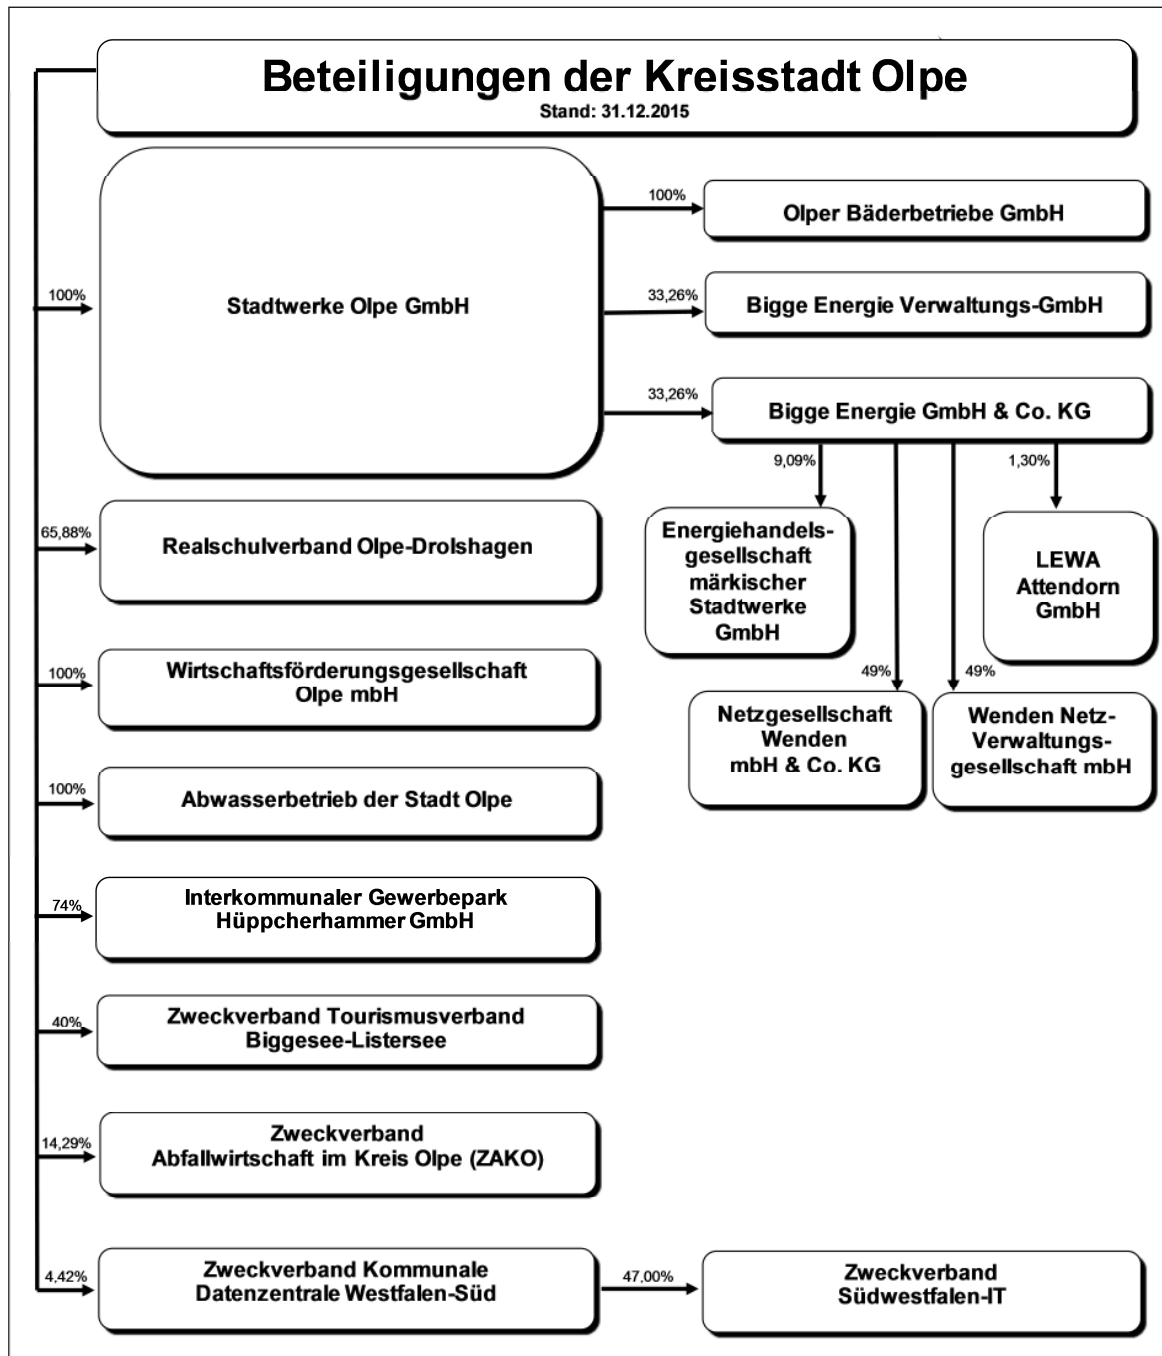 Beteiligungen der Kreisstadt Olpe
Stand: 31.12.2015
100%
Stadtwerke Olpe GmbH
100%
Olper Bäderbetriebe GmbH
33,26%
Bigge Energie Verwaltungs-GmbH
33,26%
Bigge Energie GmbH & Co. KG
9,09%
Energiehandels-
gesellschaft
märkischer
Stadtwerke
GmbH
1,30%
LEWA
Attendorn
GmbH
49%
Netzgesellschaft
Wenden
mbH & Co. KG
49%
Wenden Netz-
Verwaltungs-
gesellschaft mbH
65,88%
Realschulverband Olpe-Drolshagen
100%
Wirtschaftsförderungsgesellschaft
Olpe mbH
100%
Abwasserbetrieb der Stadt Olpe
74%
Interkommunaler Gewerbepark
Hüppcherhammer GmbH
40%
Zweckverband Tourismusverband
Biggesee-Listersee
14,29%
Zweckverband
Abfallwirtschaft im Kreis Olpe (ZAKO)
4,42%
Zweckverband Kommunale
Datenzentrale Westfalen-Süd
47,00%
Zweckverband
Südwestfalen-IT